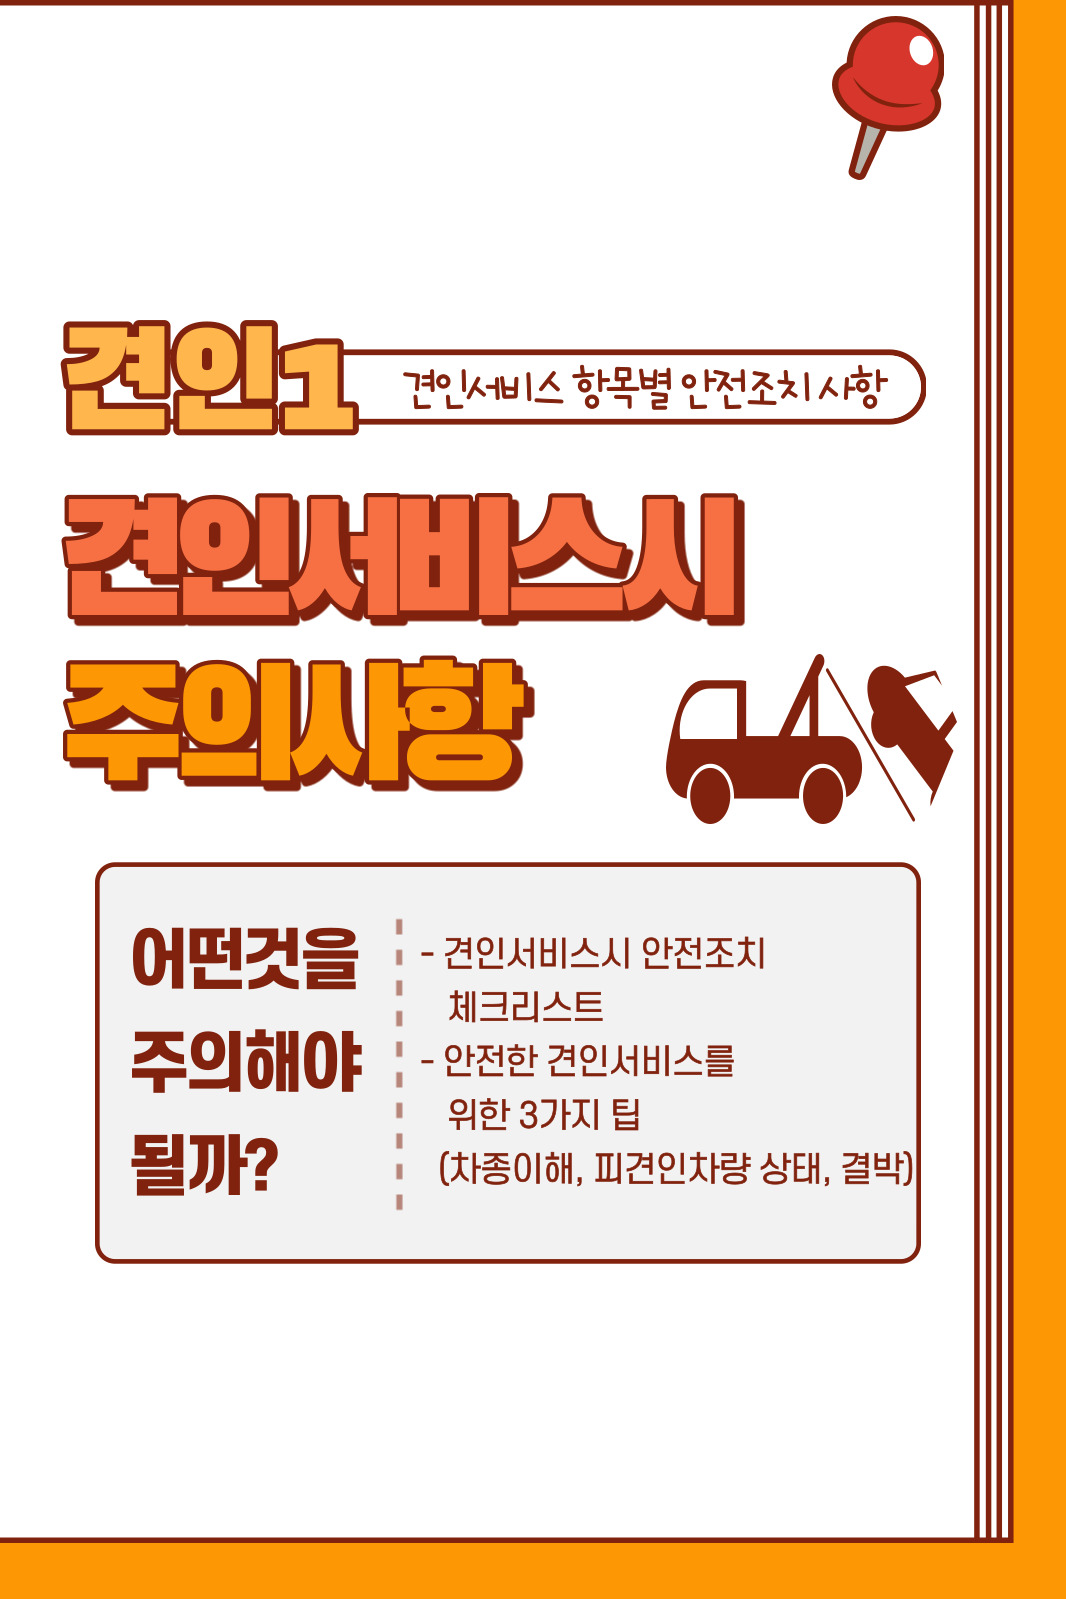 견인1
견인서비스 항목별 안전조치 사항
견인서비스시
주의사항
어떤것을
주의해야
될까?
- 견인서비스시 안전조치
체크리스트
- 안전한 견인서비스를
위한 3가지 팁
(차종이해, 피견인차량 상태, 결박)